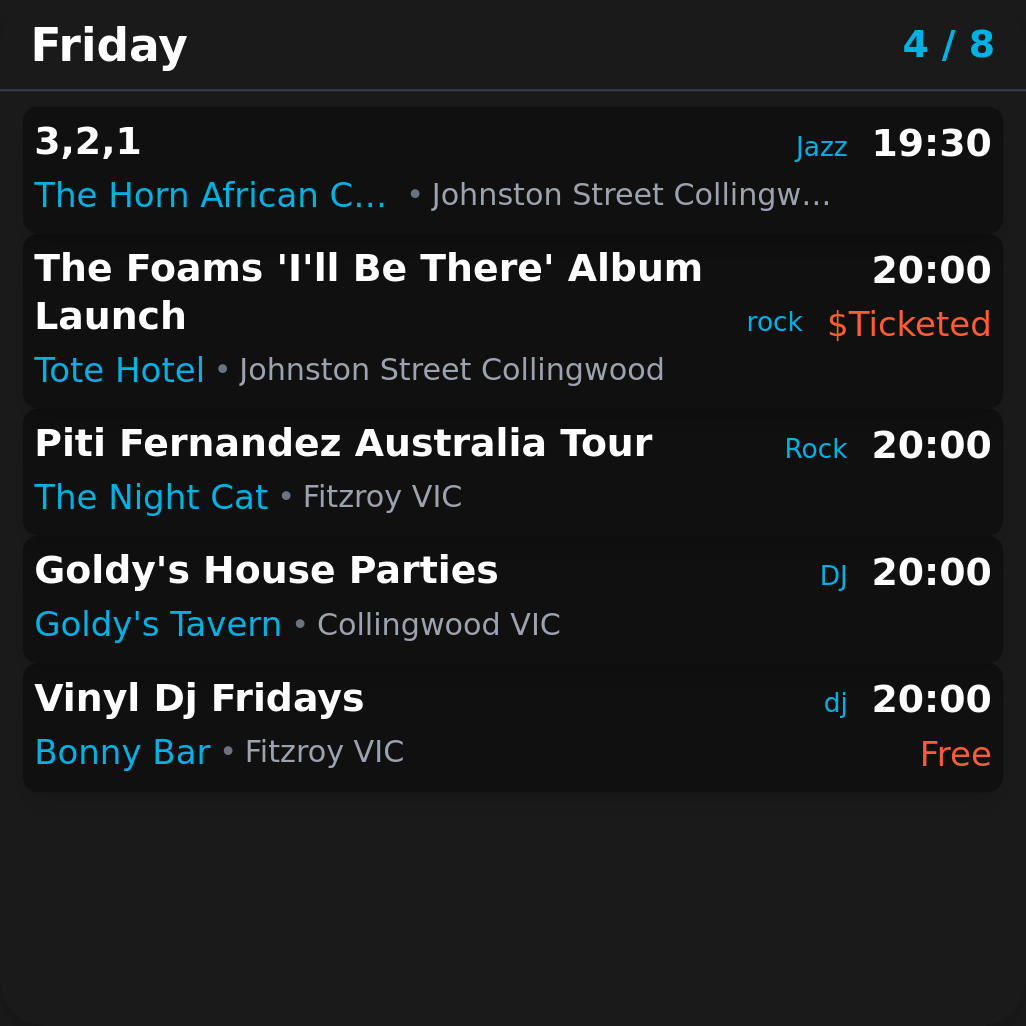 Friday 4 / 8
3,2,1 Jazz 19:30
The Horn African C... • Johnston Street Collingw...
The Foams 'I'll Be There' Album 20:00
Launch rock $Ticketed
Tote Hotel • Johnston Street Collingwood
Piti Fernandez Australia Tour Rock 20:00
The Night Cat • Fitzroy VIC
Goldy's House Parties DJ 20:00
Goldy's Tavern • Collingwood VIC
Vinyl Dj Fridays dj 20:00
Bonny Bar • Fitzroy VIC Free